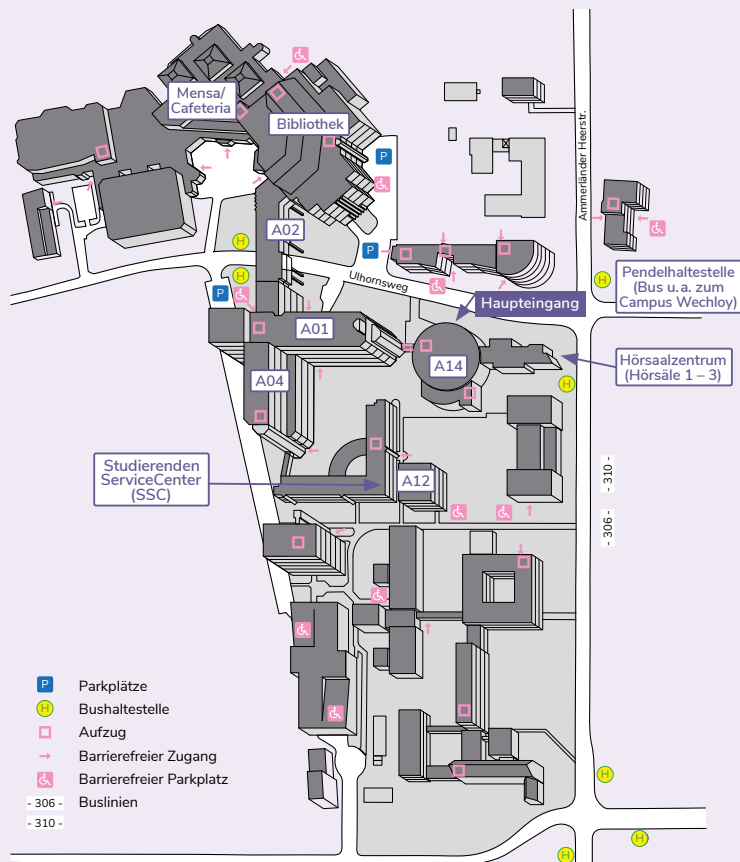 Mensa/
Cafeteria
Bibliothek
P
Ammerländer Heerstr.
A02
H
P
H
Ulhornsweg
Haupteingang
H
Pendelhaltestelle
(Bus u. a. zum
Campus Wechloy)
P
A01
A14
Hörsaalzentrum
(Hörsäle 1 – 3)
A04
H
Studierenden
ServiceCenter
(SSC)
A12
- 310 -
- 306 -
P Parkplätze
H Bushaltestelle
Aufzug
Barrierefreier Zugang
Barrierefreier Parkplatz
- 306 - Buslinien
- 310 -
H
H
H